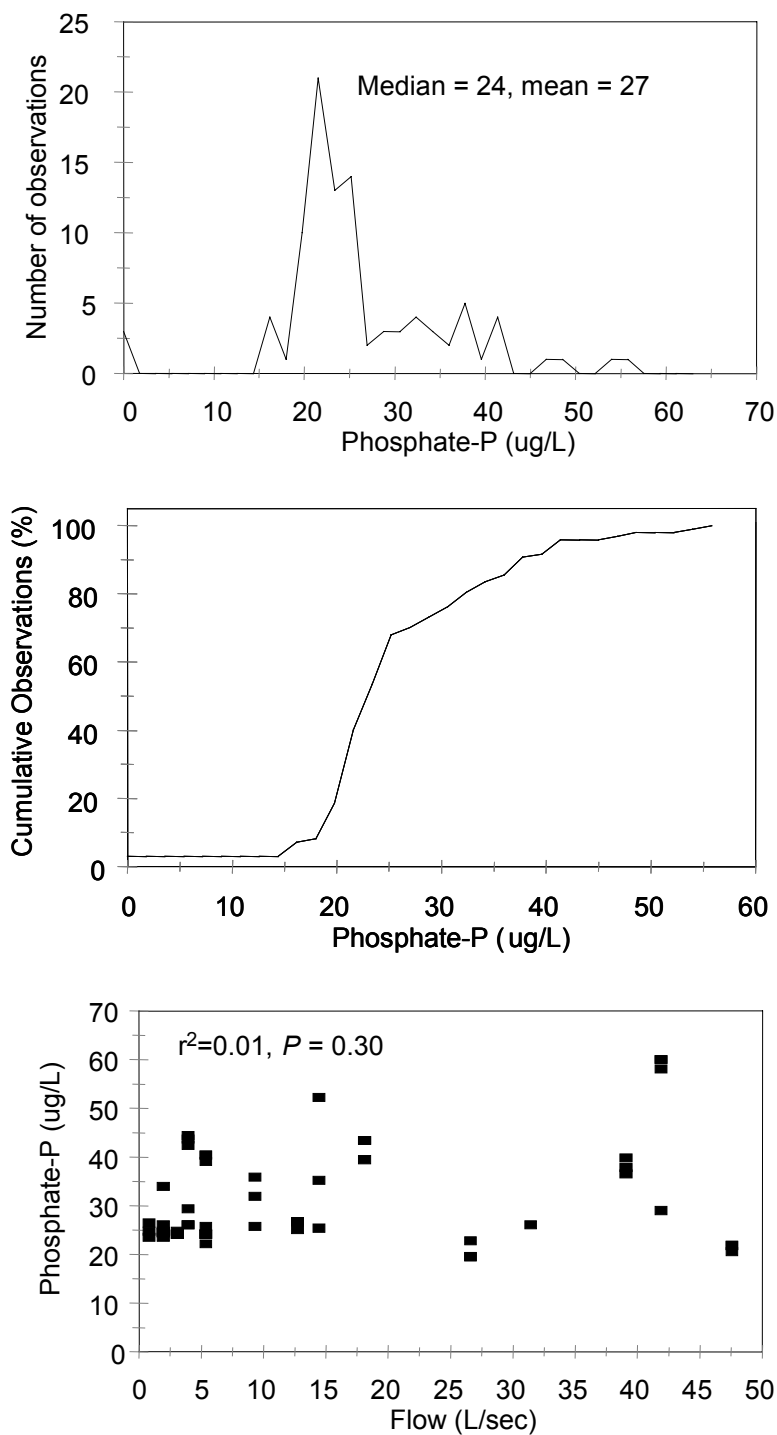 25
20
15
10
5
0
Number of observations
Median = 24, mean = 27
0 10 20 30 40 50 60 70
Phosphate-P (ug/L)
100
80
60
40
20
0
Cumulative Observations (%)
0 10 20 30 40 50 60
Phosphate-P (ug/L)
70
60
50
40
30
20
10
0
Phosphate-P (ug/L)
r²=0.01, P = 0.30
0 5 10 15 20 25 30 35 40 45 50
Flow (L/sec)